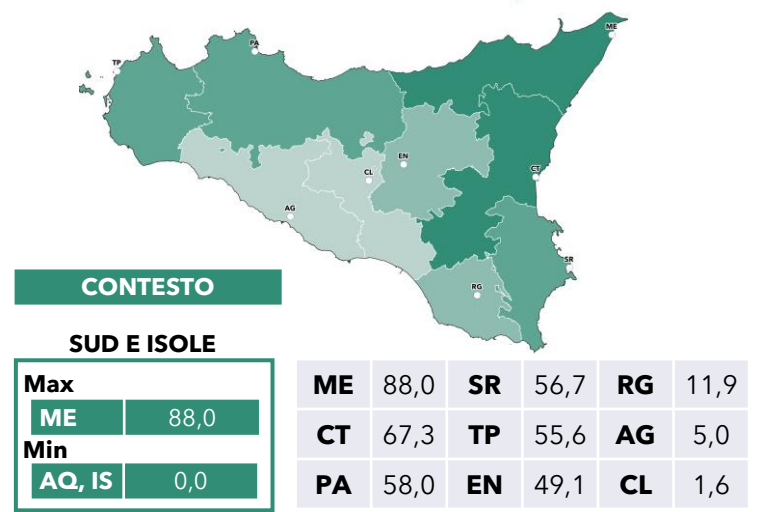 ME
PA
TP
EN
CL
CT
AG
SR
RG
CONTESTO
SUD E ISOLE
Max
ME 88,0
Min
AQ, IS 0,0
ME 88,0 SR 56,7 RG 11,9
CT 67,3 TP 55,6 AG 5,0
PA 58,0 EN 49,1 CL 1,6